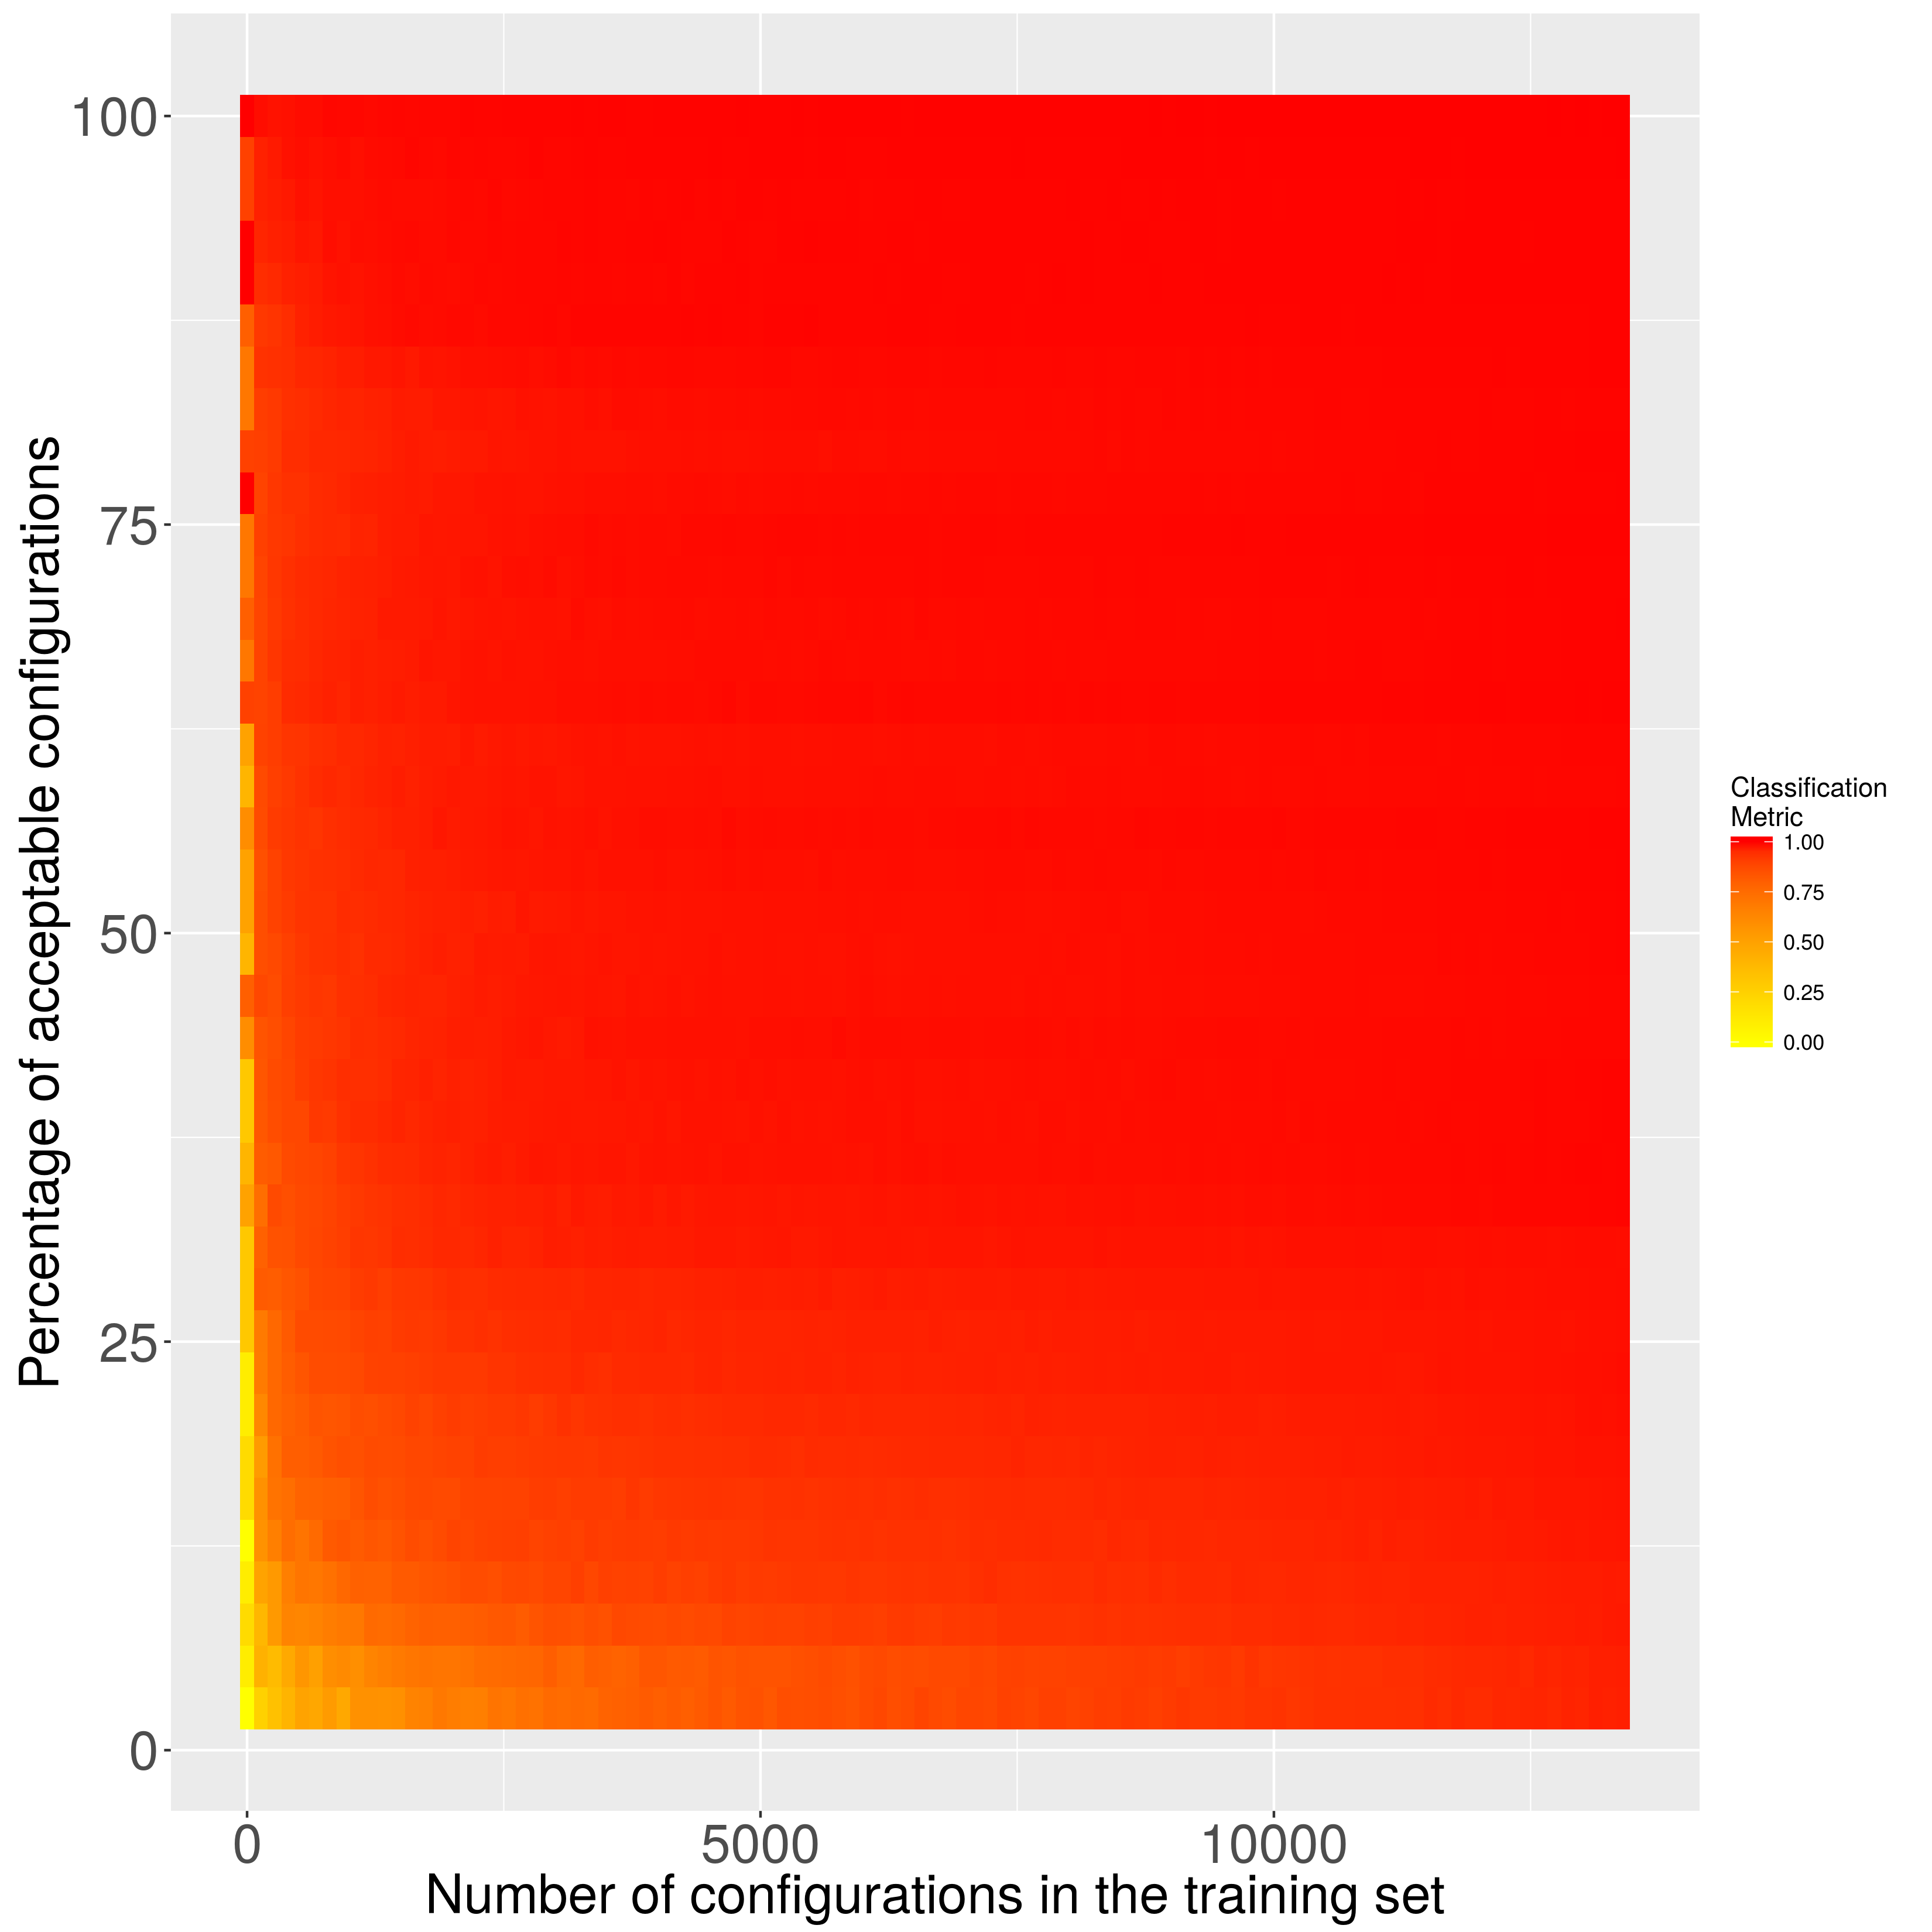 Percentage of acceptable configurations
100
75
50
25
0
0 5000 10000
Number of configurations in the training set
Classification
Metric
1.00
0.75
0.50
0.25
0.00